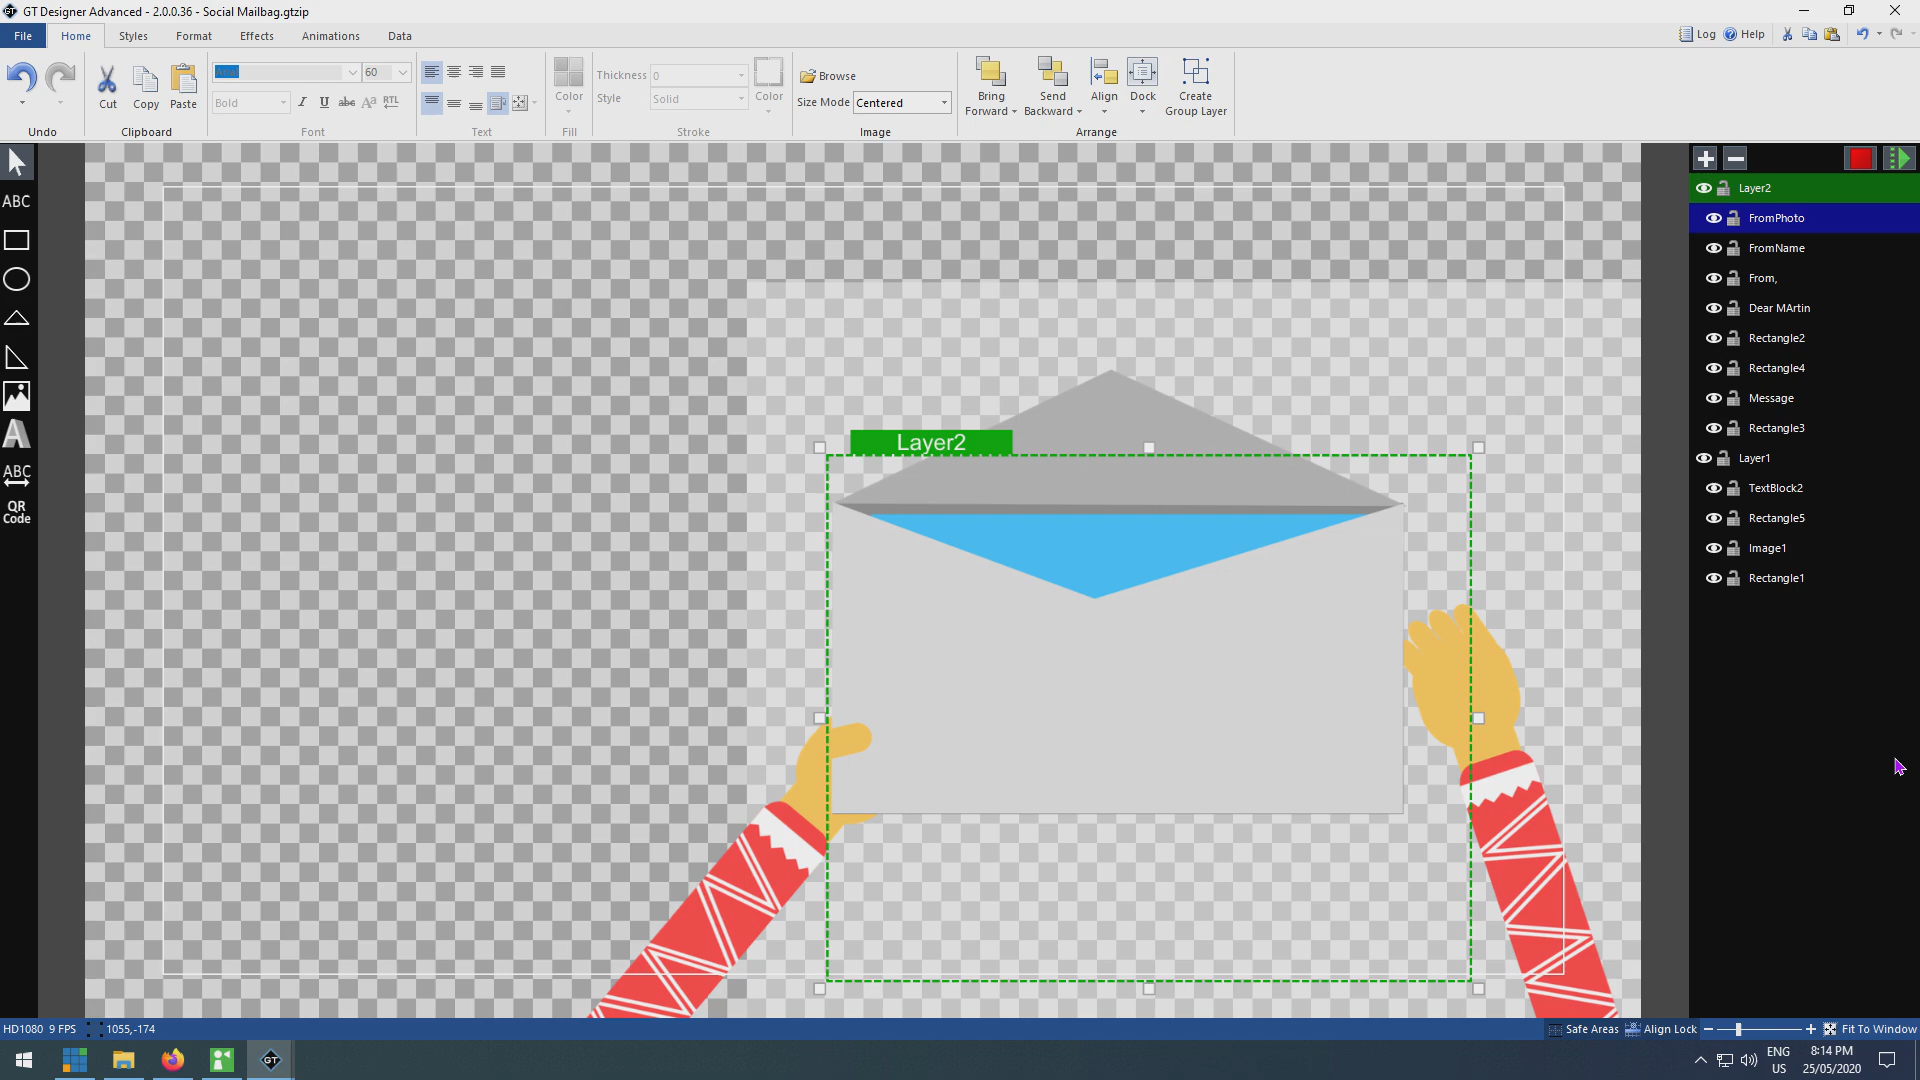 GT Designer Advanced - 2.0.0.36 - Social Mailbag.gtzip
File
Home
Styles
Format
Effects
Animations
Data
Log
Help
Undo
Cut
Copy
Paste
Clipboard
60
Bold
abc
Aa
RTL
Font
Text
Color
Fill
Thickness
0
Style
Solid
Color
Stroke
Browse
Size Mode
Centered
Image
Bring
Forward
Send
Backward
Align
Dock
Create
Group Layer
Arrange
ABC
ABC
QR
Code
Layer2
Layer2
FromPhoto
FromName
From,
Dear MArtin
Rectangle2
Rectangle4
Message
Rectangle3
Layer1
TextBlock2
Rectangle5
Image1
Rectangle1
HD1080 9 FPS
1055,-174
Safe Areas
Align Lock
Fit To Window
GT
ENG
US
8:14 PM
25/05/2020